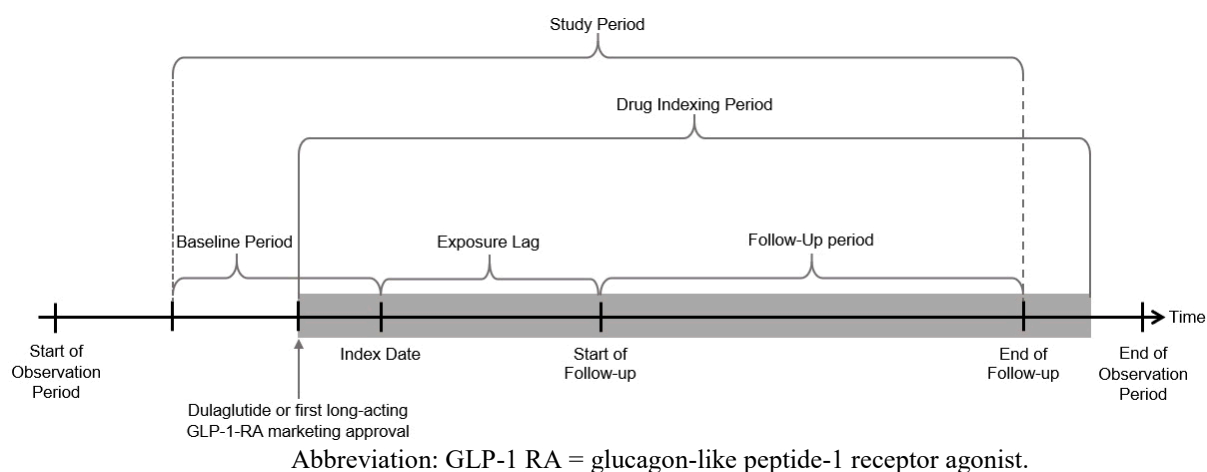 Study Period
Drug Indexing Period
Baseline Period
Exposure Lag
Follow-Up period
Time
Start of
Observation
Period
Index Date
Start of
Follow-up
End of
Follow-up
End of
Observation
Period
Dulaglutide or first long-acting
GLP-1-RA marketing approval
Abbreviation: GLP-1 RA = glucagon-like peptide-1 receptor agonist.